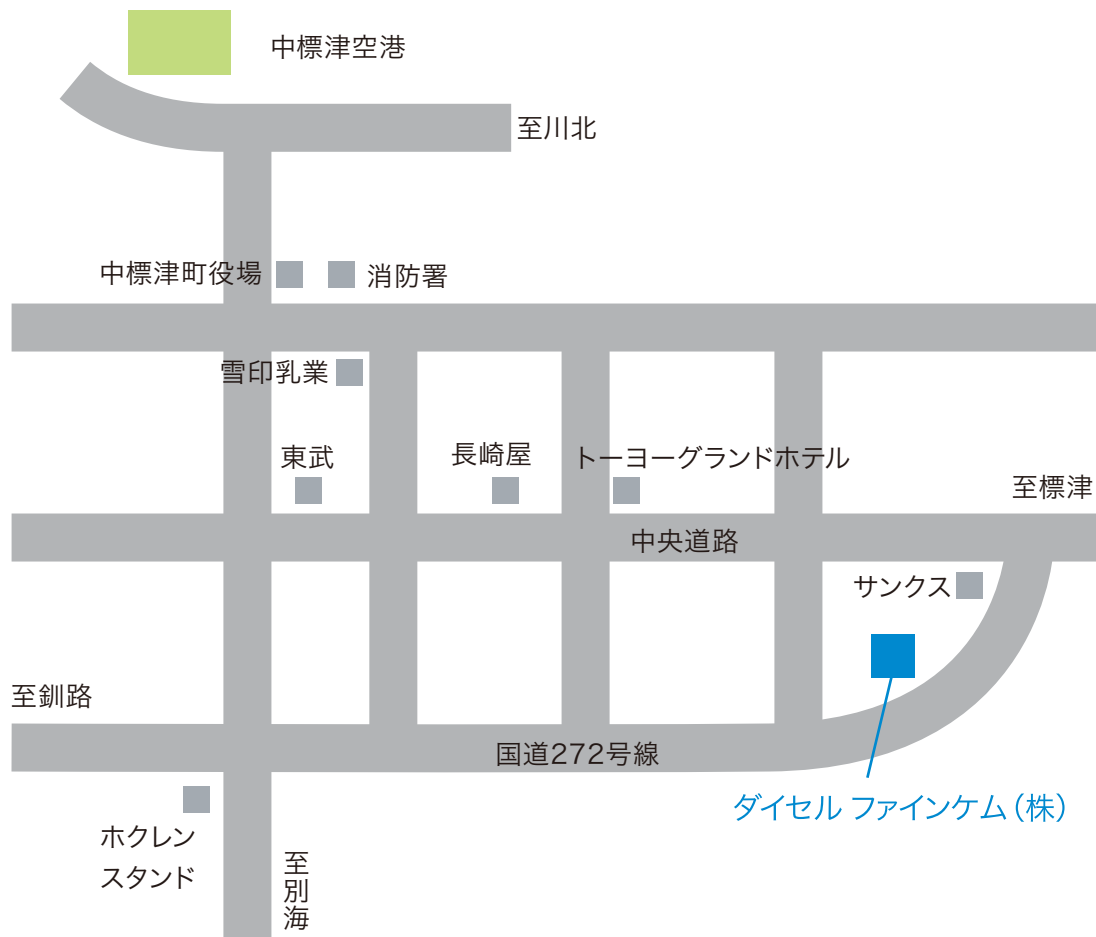 中標津空港
至川北
中標津町役場
消防署
雪印乳業
東武
長崎屋
トーヨーグランドホテル
至標津
中央道路
サンクス
至釧路
国道272号線
ダイセル ファインケム(株)
ホクレン
スタンド
至別海